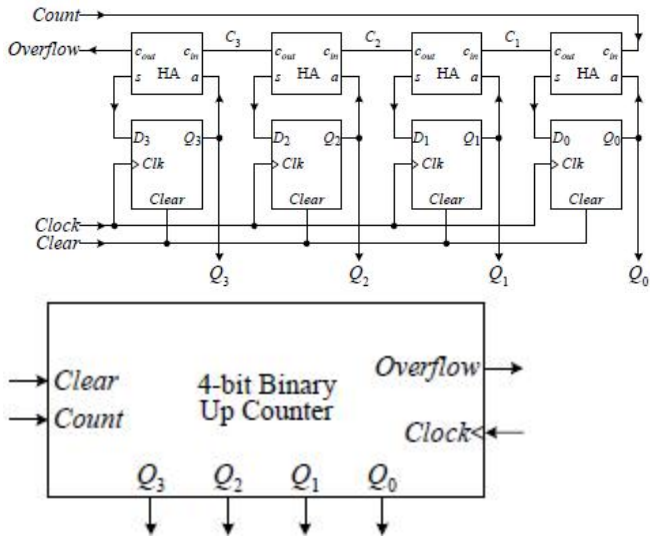 Count
Overflow
C3 C2 C1
cout cin cout cin cout cin cout cin
s HA a s HA a s HA a s HA a
D3 Q3 D2 Q2 D1 Q1 D0 Q0
Clk Clk Clk Clk
Clear Clear Clear Clear
Clock
Clear
Q3 Q2 Q1 Q0
Clear
Count
4-bit Binary
Up Counter
Overflow
Clock
Q3 Q2 Q1 Q0